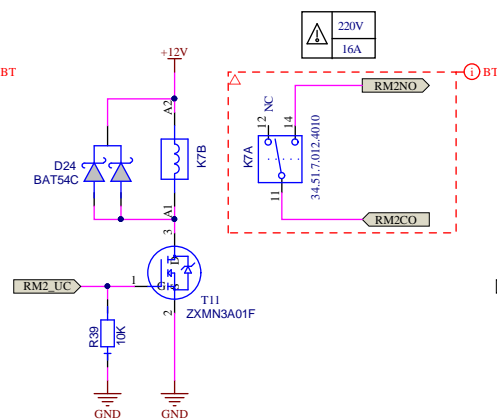 220V
16A
+12V
BT
BT
RM2NO
A2
12
NC
14
D24
BAT54C
K7B
K7A
34.51.7.012.4010
11
A1
RM2CO
3
D
RM2_UC
1
G
T11
ZXMN3A01F
2
R39
10K
GND
GND